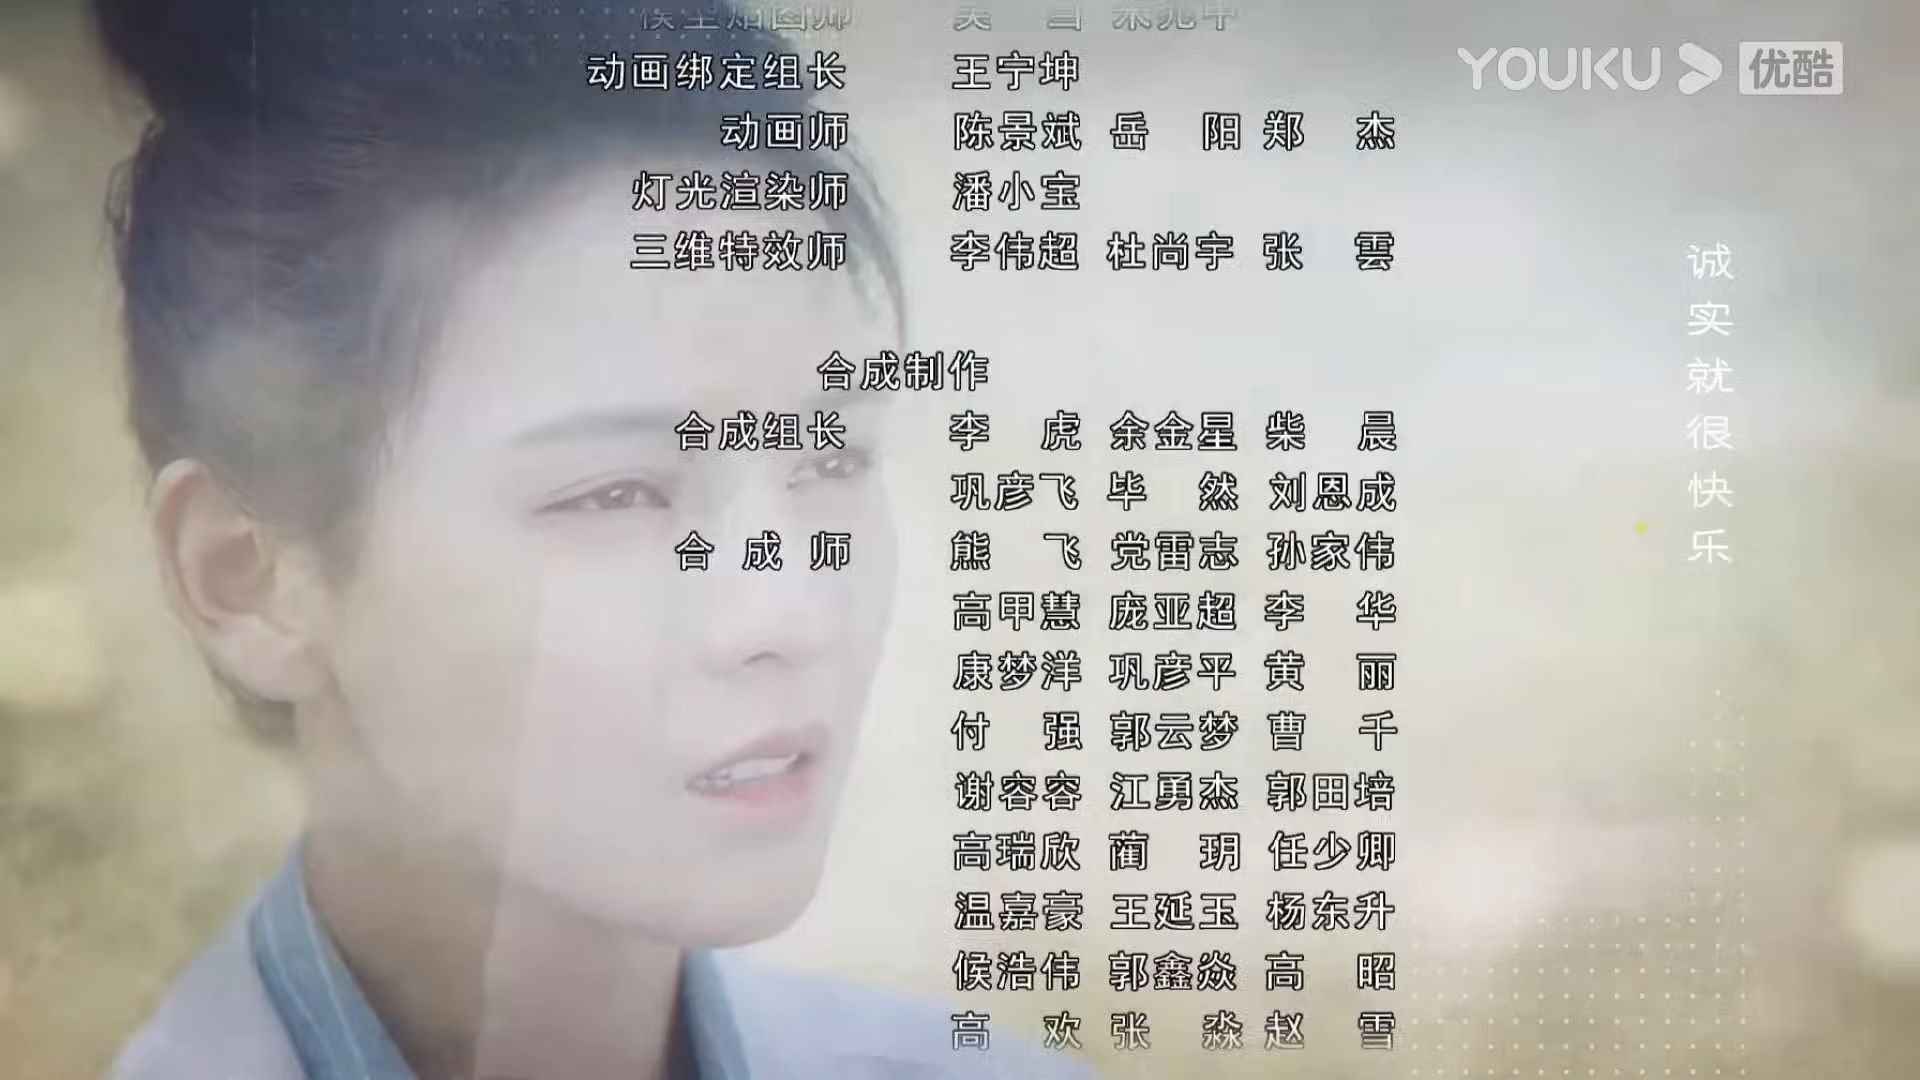 YOUKU 优酷
动画绑定组长 王宁坤
动画师 陈景斌 岳阳 郑杰
灯光渲染师 潘小宝
三维特效师 李伟超 杜尚宇 张雲
合成制作
合成组长 李虎 余金星 柴晨
巩彦飞 毕然 刘恩成
合成师 熊飞 党雷志 孙家伟
高甲慧 庞亚超 李华
康梦洋 巩彦平 黄丽
付强 郭云梦 曹千
谢容容 江勇杰 郭田培
高瑞欣 蔺玥 任少卿
温嘉豪 王延玉 杨东升
候浩伟 郭鑫焱 高昭
高欢 张淼 赵雪
诚实就很快乐